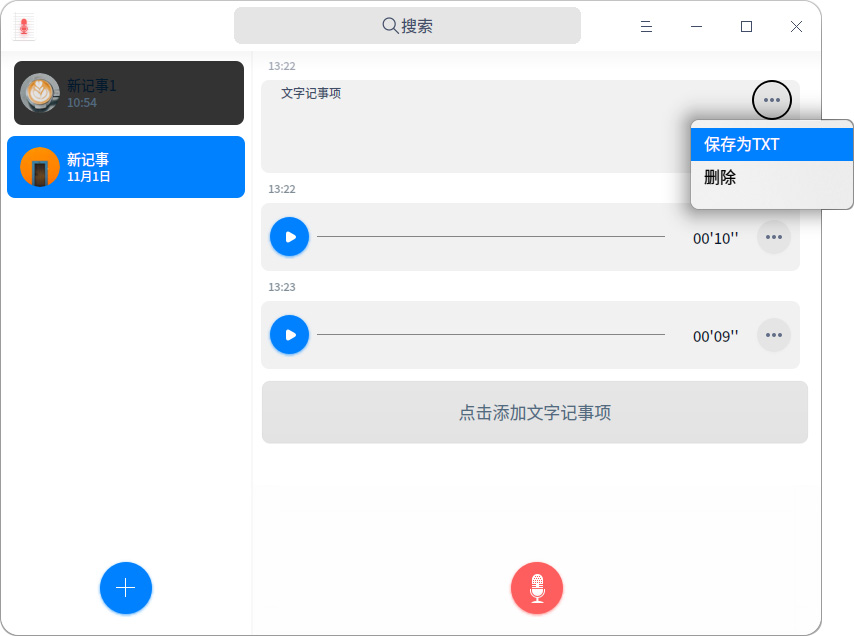 搜索
新记事1
10:54
新记事
11月1日
13:22
文字记事项
保存为TXT
删除
13:22
00'10''
13:23
00'09''
点击添加文字记事项